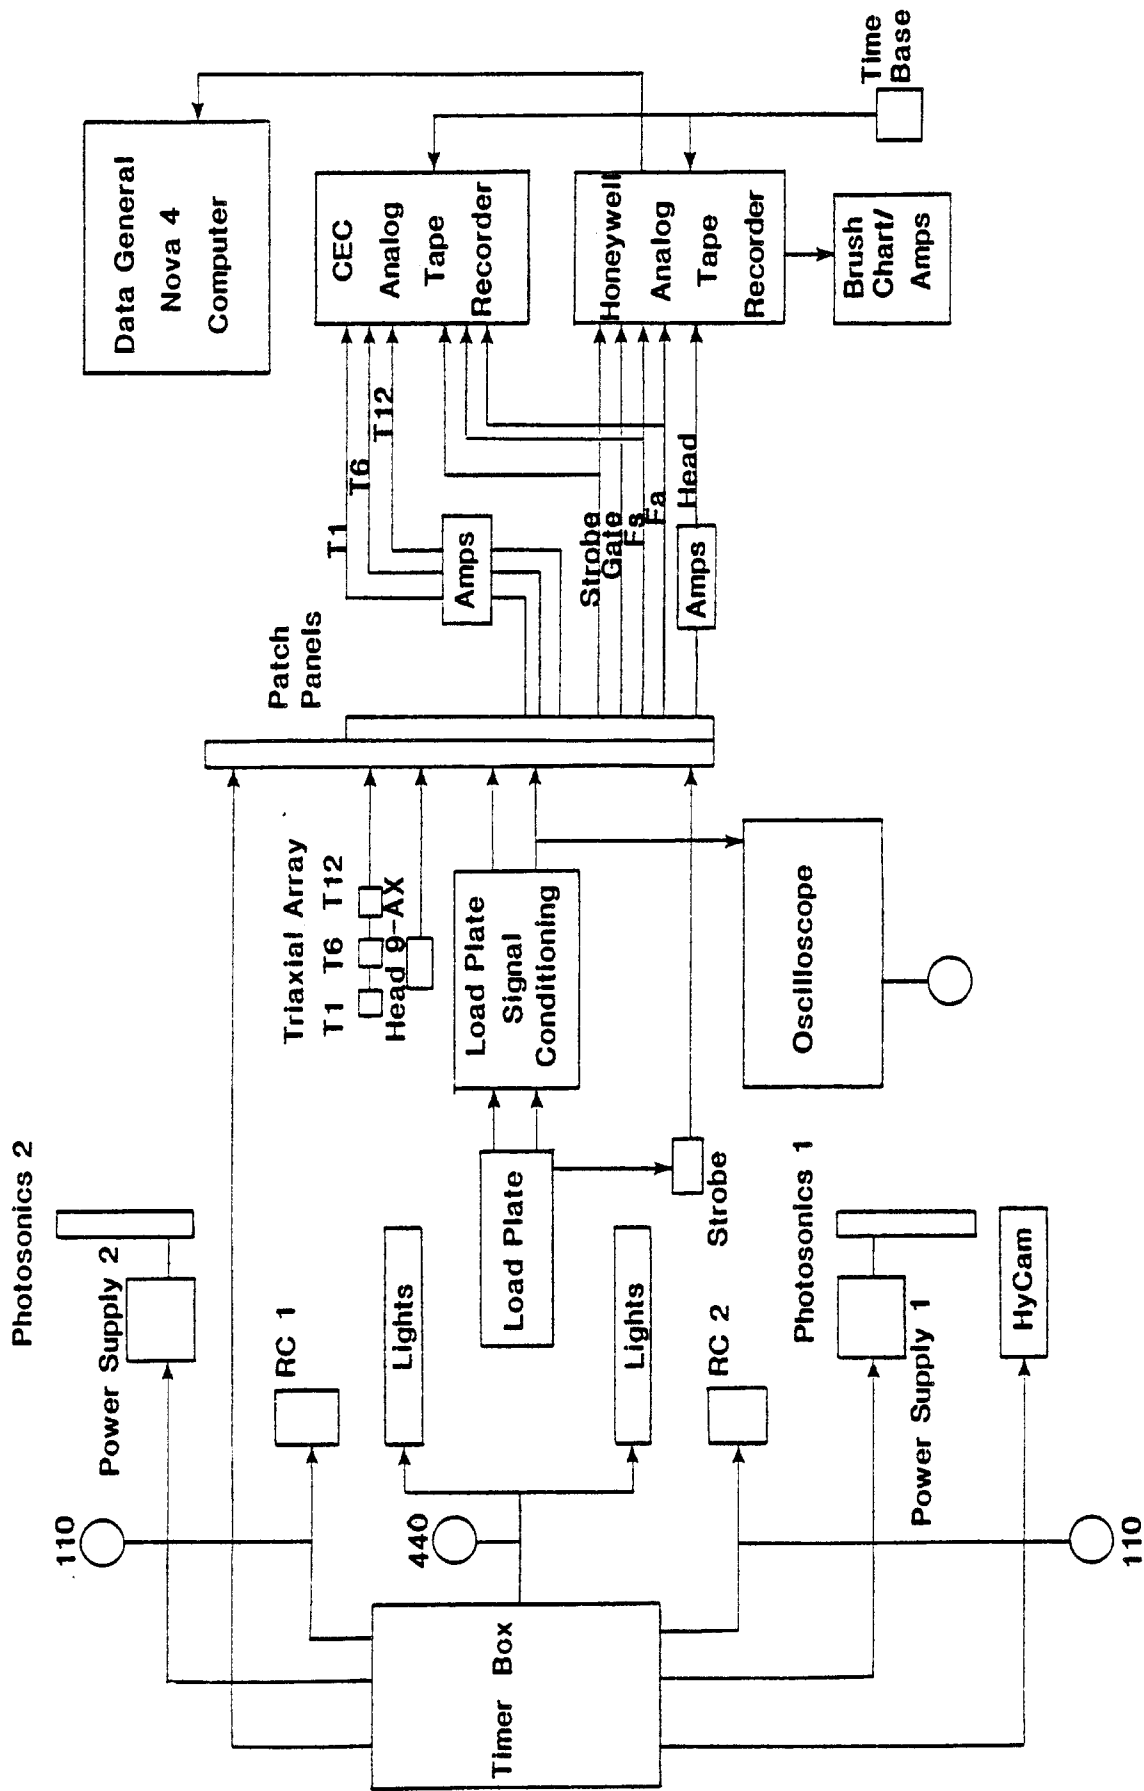 Photosonics 2
Power Supply 2
110
RC 1
Lights
440
Timer Box
Load Plate
Lights
RC 2
Strobe
Photosonics 1
Power Supply 1
HyCam
110
Triaxial Array
T1 T6 T12
Head 9-AX
Load Plate
Signal
Conditioning
Oscilloscope
Patch
Panels
T1
T6
T12
Amps
Strobe
Gate
Fs
Fa
Head
Amps
Data General
Nova 4
Computer
CEC
Analog
Tape
Recorder
Honeywell
Analog
Tape
Recorder
Brush
Chart/
Amps
Time
Base